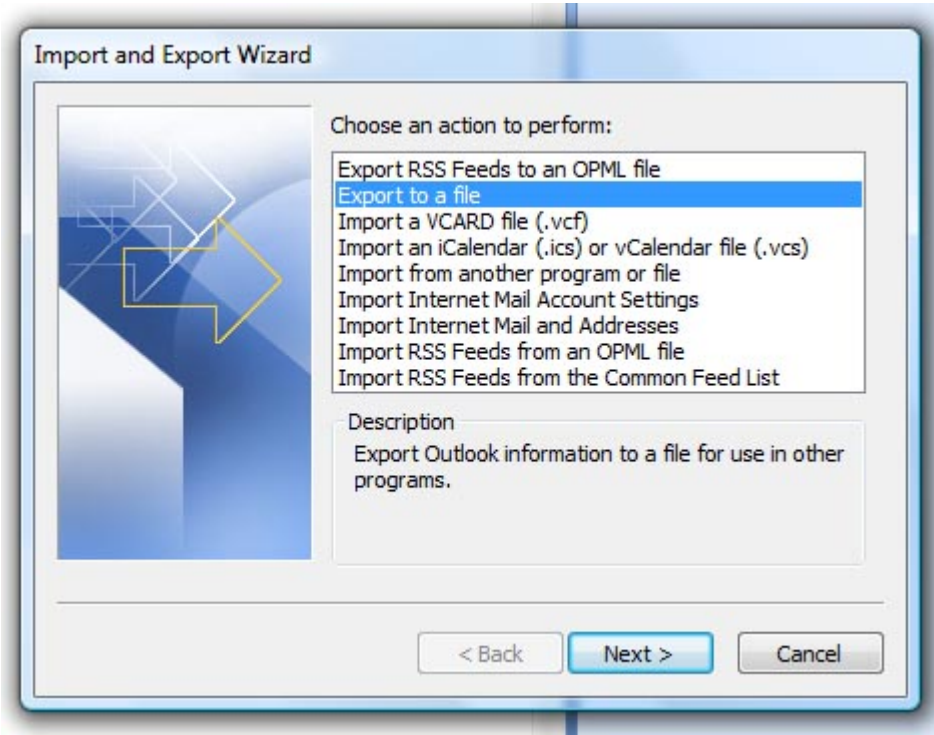 Import and Export Wizard
Choose an action to perform:
Export RSS Feeds to an OPML file
Export to a file
Import a VCARD file (.vcf)
Import an iCalendar (.ics) or vCalendar file (.vcs)
Import from another program or file
Import Internet Mail Account Settings
Import Internet Mail and Addresses
Import RSS Feeds from an OPML file
Import RSS Feeds from the Common Feed List
Description
Export Outlook information to a file for use in other
programs.
< Back Next > Cancel